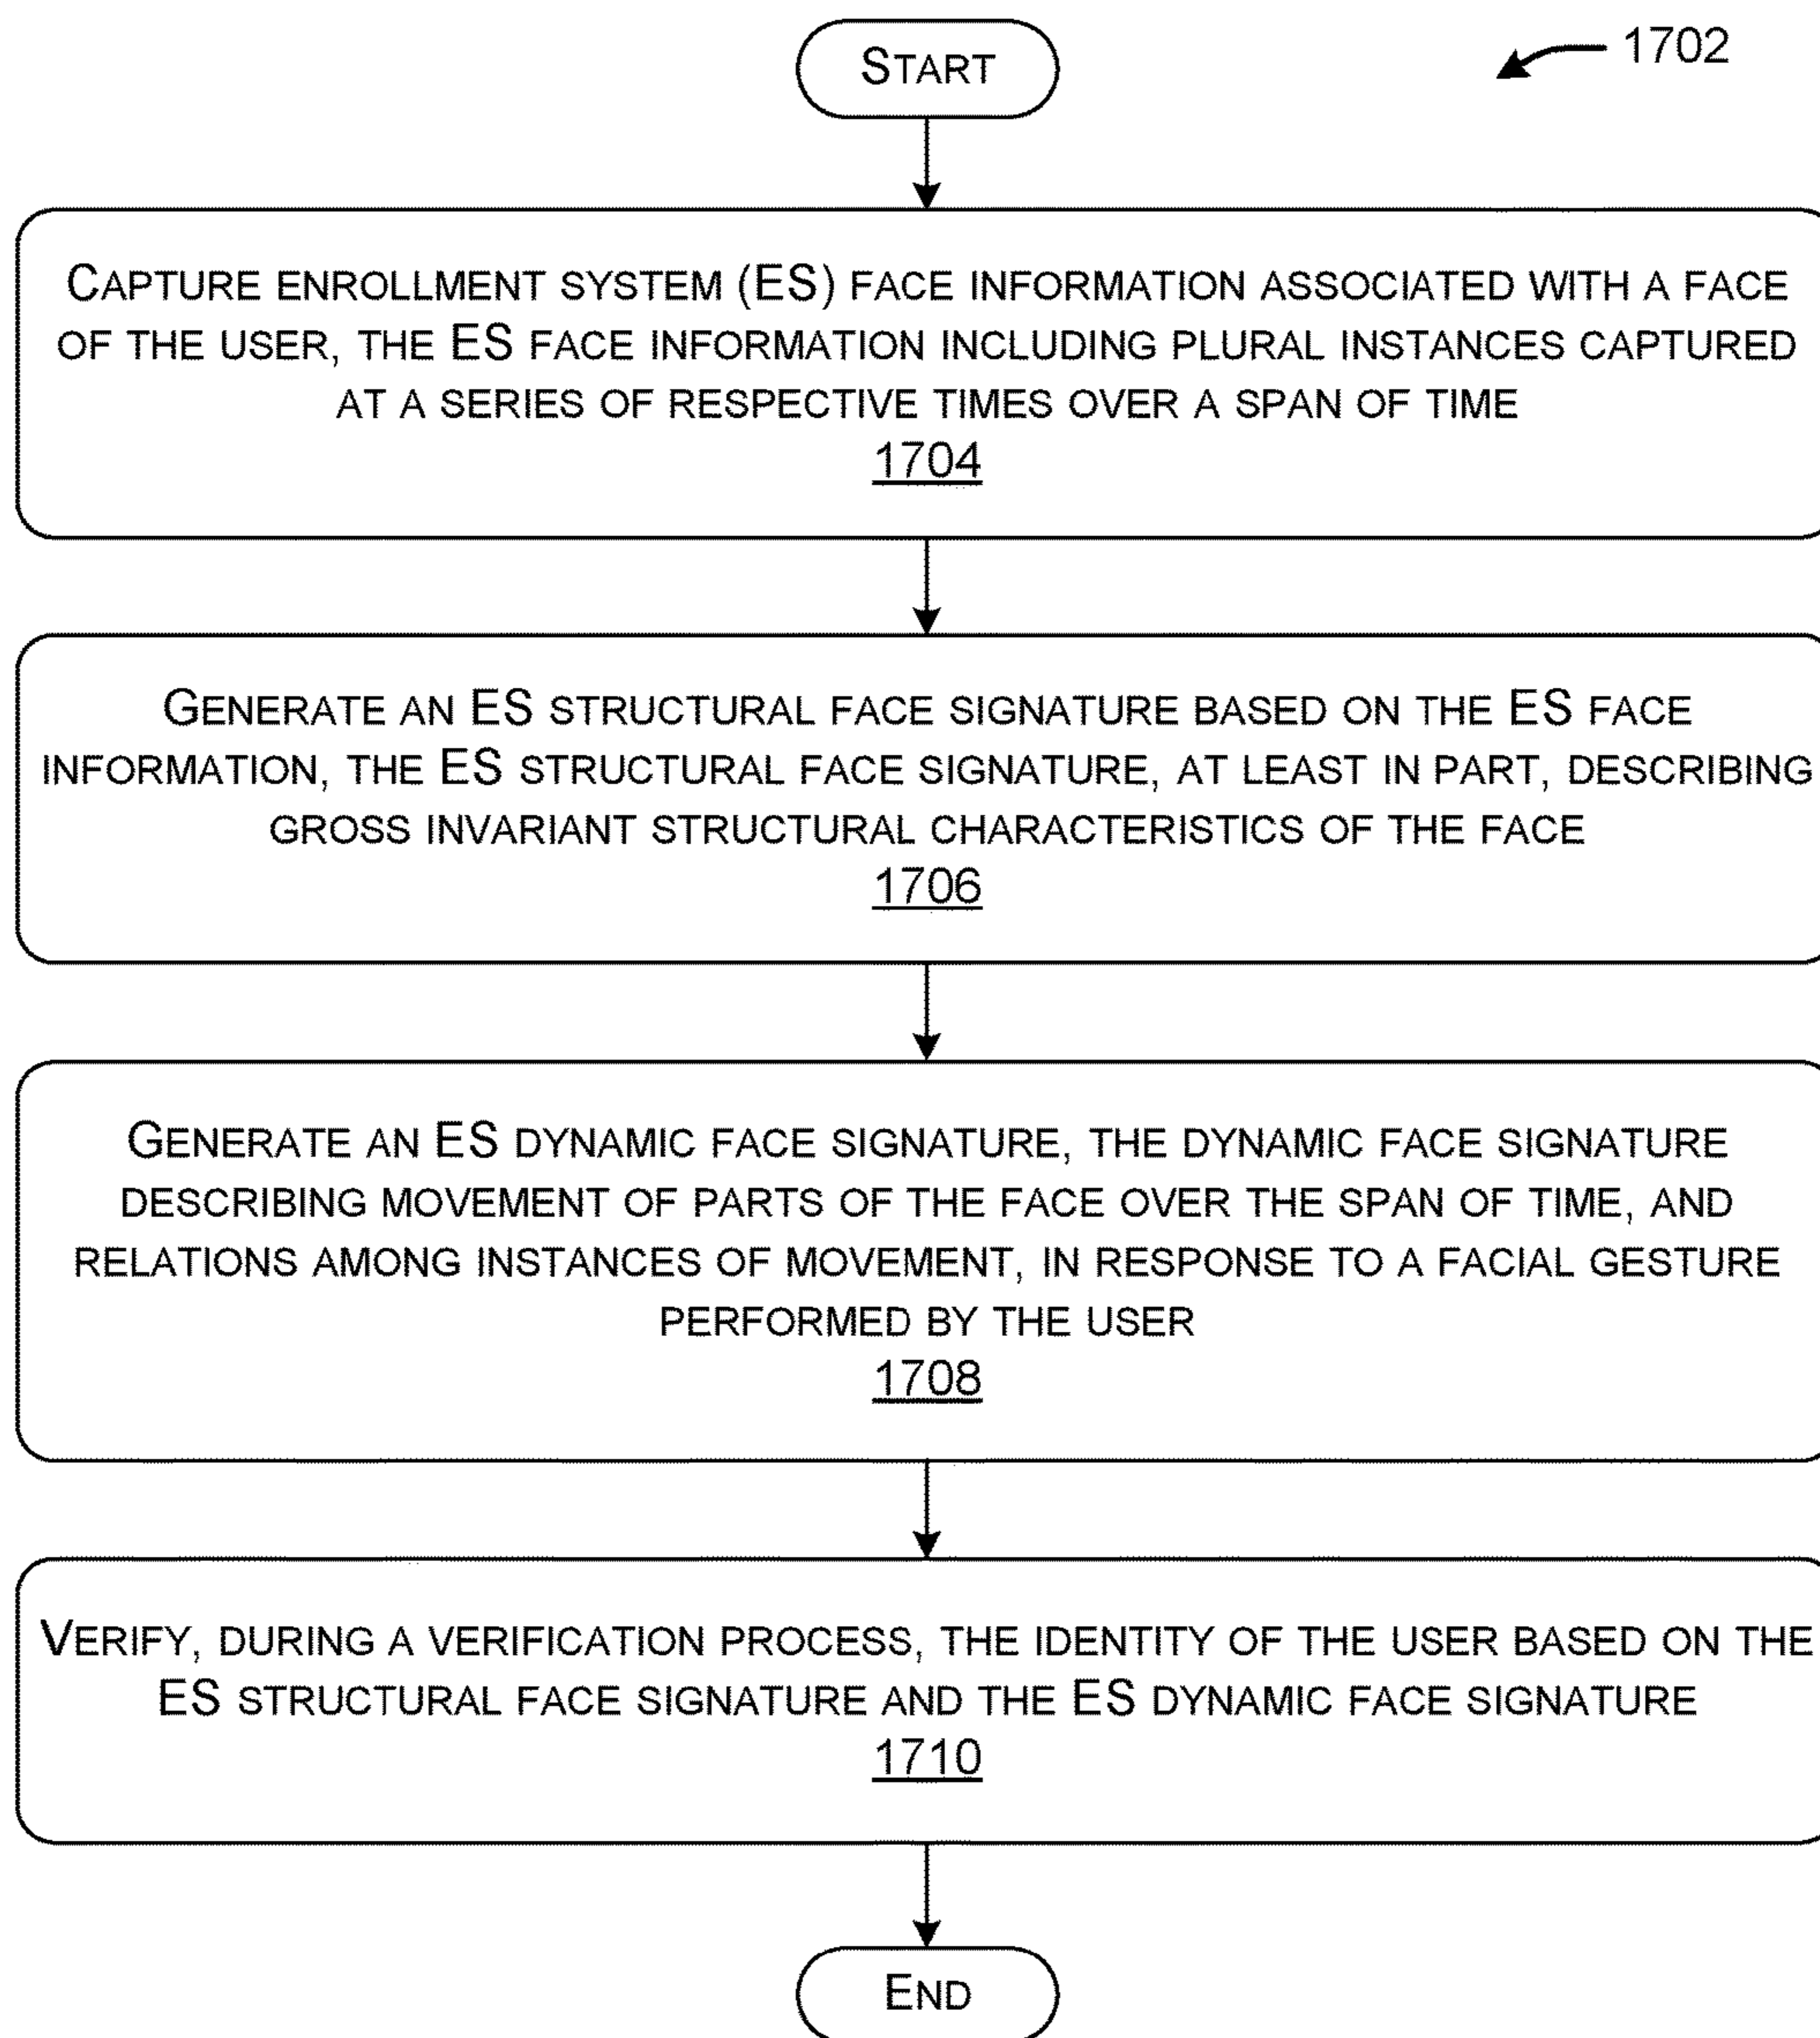 START
1702
CAPTURE ENROLLMENT SYSTEM (ES) FACE INFORMATION ASSOCIATED WITH A FACE
OF THE USER, THE ES FACE INFORMATION INCLUDING PLURAL INSTANCES CAPTURED
AT A SERIES OF RESPECTIVE TIMES OVER A SPAN OF TIME
1704
GENERATE AN ES STRUCTURAL FACE SIGNATURE BASED ON THE ES FACE
INFORMATION, THE ES STRUCTURAL FACE SIGNATURE, AT LEAST IN PART, DESCRIBING
GROSS INVARIANT STRUCTURAL CHARACTERISTICS OF THE FACE
1706
GENERATE AN ES DYNAMIC FACE SIGNATURE, THE DYNAMIC FACE SIGNATURE
DESCRIBING MOVEMENT OF PARTS OF THE FACE OVER THE SPAN OF TIME, AND
RELATIONS AMONG INSTANCES OF MOVEMENT, IN RESPONSE TO A FACIAL GESTURE
PERFORMED BY THE USER
1708
VERIFY, DURING A VERIFICATION PROCESS, THE IDENTITY OF THE USER BASED ON THE
ES STRUCTURAL FACE SIGNATURE AND THE ES DYNAMIC FACE SIGNATURE
1710
END